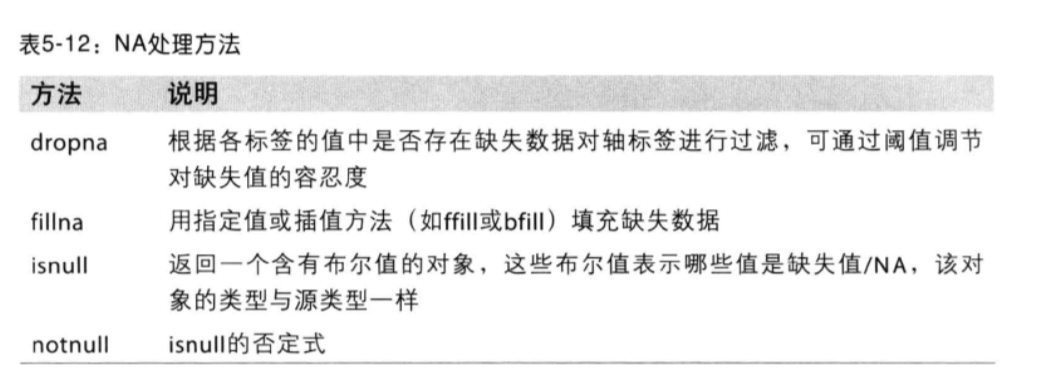 表5-12：NA处理方法
方法 说明
dropna 根据各标签的值中是否存在缺失数据对轴标签进行过滤，可通过阈值调节
对缺失值的容忍度
fillna 用指定值或插值方法（如ffill或bfill）填充缺失数据
isnull 返回一个含有布尔值的对象，这些布尔值表示哪些值是缺失值/NA，该对
象的类型与源类型一样
notnull isnull的否定式